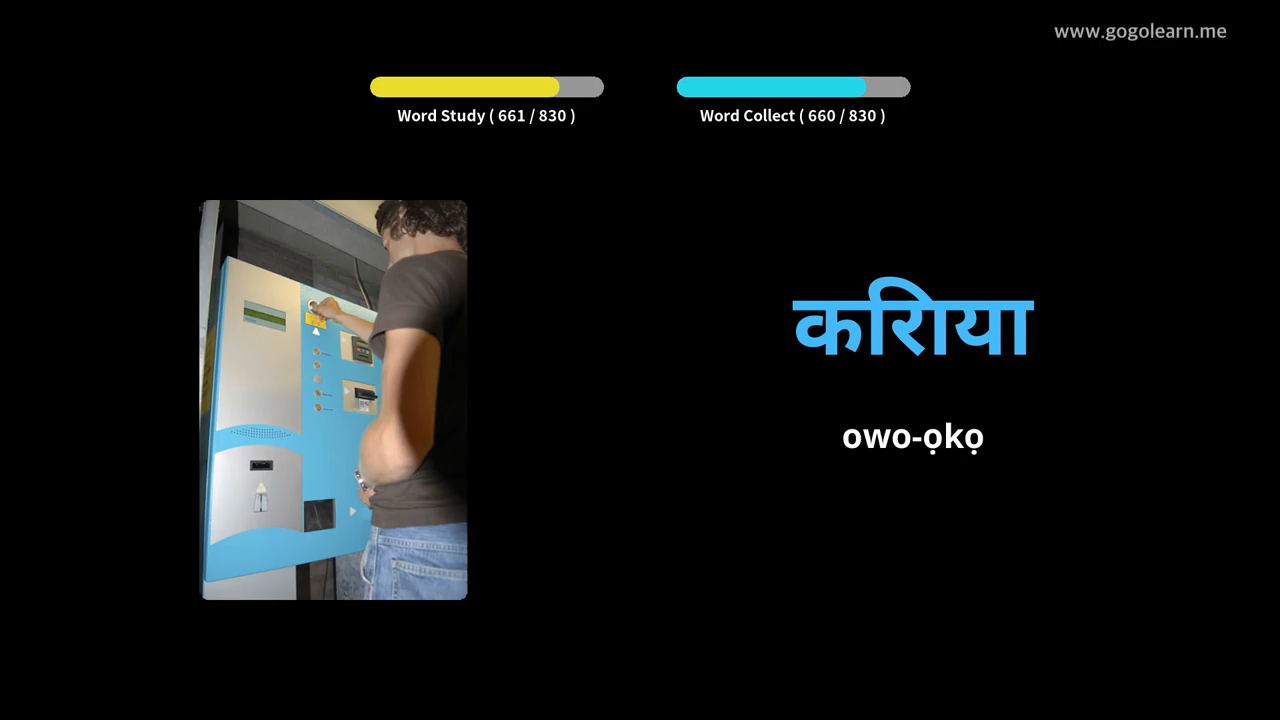 www.gogolearn.me
Word Study ( 661 / 830 )
Word Collect ( 660 / 830 )
करिाया
owo-ọkọ